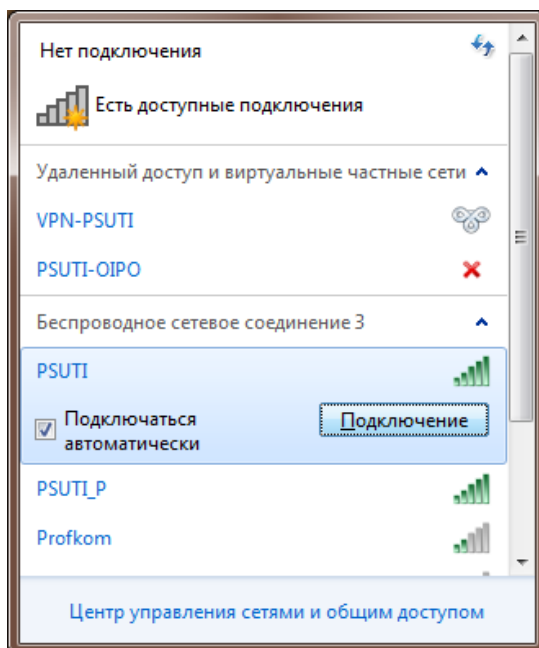 Нет подключения
Есть доступные подключения
Удаленный доступ и виртуальные частные сети
VPN-PSUTI
PSUTI-OIPO
Беспроводное сетевое соединение 3
PSUTI
Подключаться
автоматически
Подключение
PSUTI_P
Profkom
Центр управления сетями и общим доступом